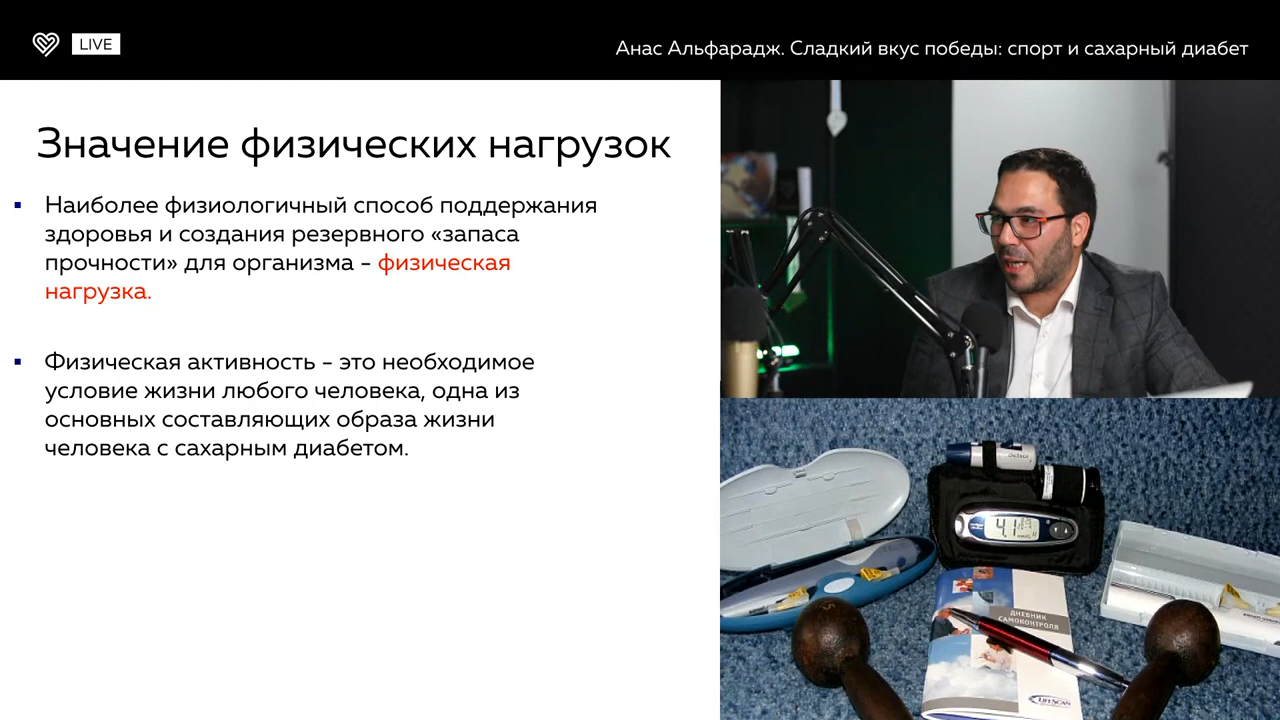 LIVE
Анас Альфарадж. Сладкий вкус победы: спорт и сахарный диабет
Значение физических нагрузок
Наиболее физиологичный способ поддержания
здоровья и создания резервного «запаса
прочности» для организма – физическая
нагрузка.
Физическая активность – это необходимое
условие жизни любого человека, одна из
основных составляющих образа жизни
человека с сахарным диабетом.
ДНЕВНИК
САМОКОНТРОЛЯ
LIFESCAN